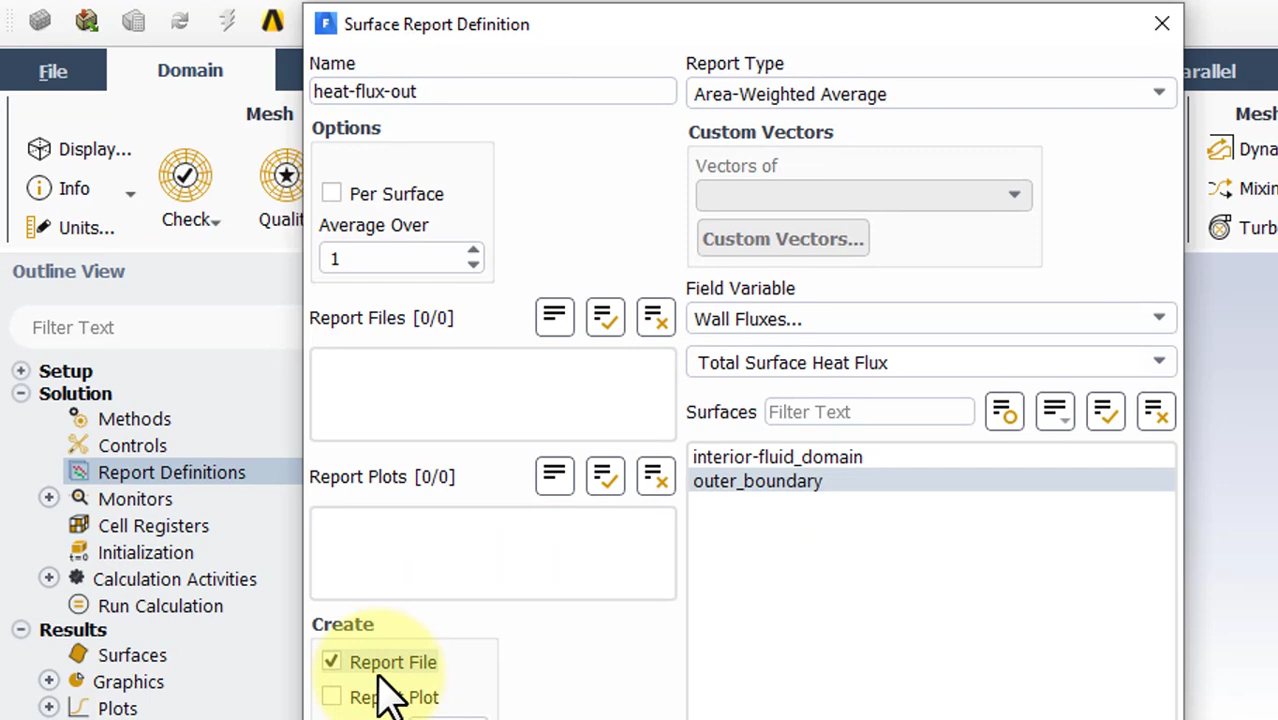 Surface Report Definition
File
Domain
arallel
Mesh
Display...
Info
Units...
Check
Qualit
Mesh
Dyna
Mixin
Turb
Outline View
Filter Text
Setup
Solution
Methods
Controls
Report Definitions
Monitors
Cell Registers
Initialization
Calculation Activities
Run Calculation
Results
Surfaces
Graphics
Plots
Name
heat-flux-out
Options
Per Surface
Average Over
1
Report Files [0/0]
Report Plots [0/0]
Create
Report File
Report Plot
Report Type
Area-Weighted Average
Custom Vectors
Vectors of
Custom Vectors...
Field Variable
Wall Fluxes...
Total Surface Heat Flux
Surfaces Filter Text
interior-fluid_domain
outer_boundary